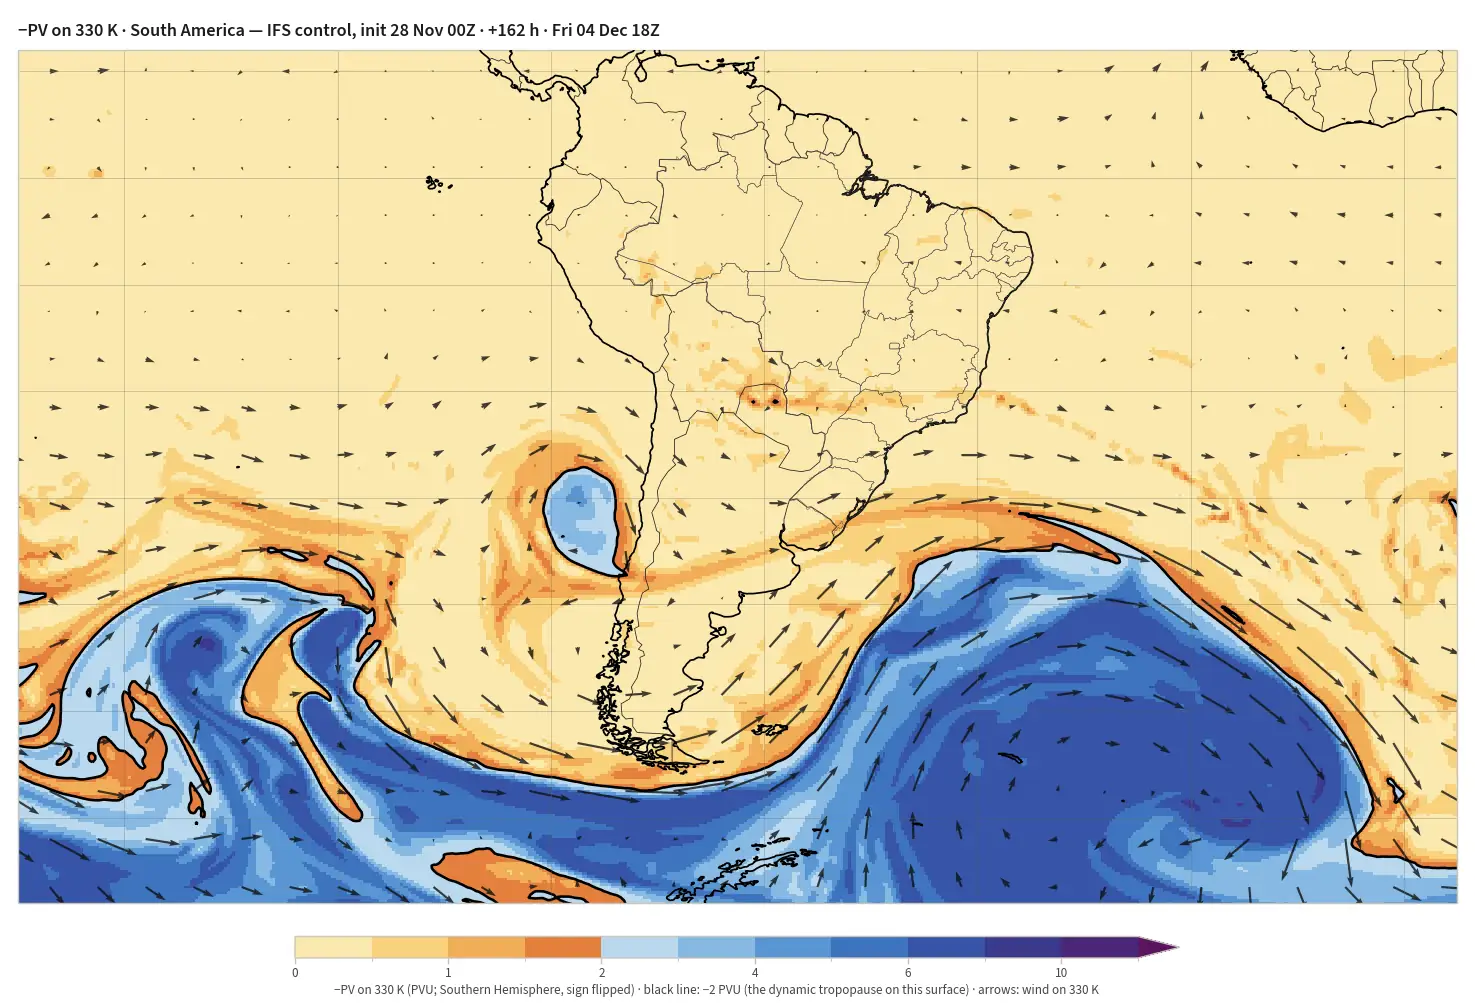 −PV on 330 K · South America — IFS control, init 28 Nov 00Z · +162 h · Fri 04 Dec 18Z
0 1 2 4 6 10
−PV on 330 K (PVU; Southern Hemisphere, sign flipped) · black line: −2 PVU (the dynamic tropopause on this surface) · arrows: wind on 330 K